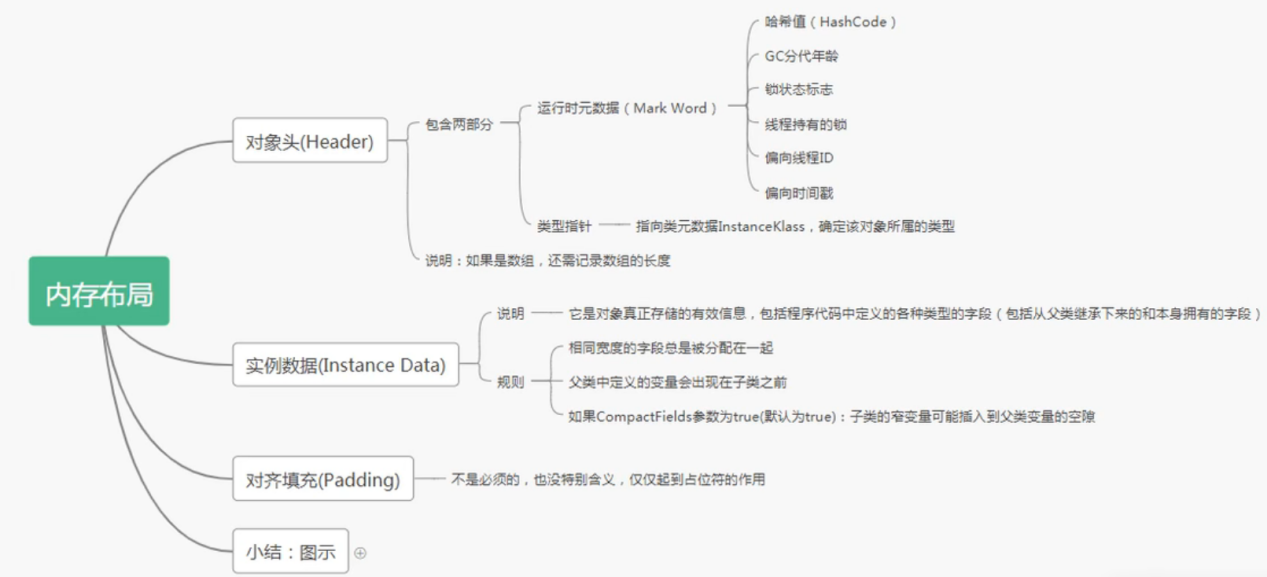 内存布局
对象头(Header)
包含两部分
运行时元数据（Mark Word）
哈希值（HashCode）
GC分代年龄
锁状态标志
线程持有的锁
偏向线程ID
偏向时间戳
类型指针
指向类元数据InstanceKlass，确定该对象所属的类型
说明：如果是数组，还需记录数组的长度
实例数据(Instance Data)
说明
它是对象真正存储的有效信息，包括程序代码中定义的各种类型的字段（包括从父类继承下来的和本身拥有的字段）
规则
相同宽度的字段总是被分配在一起
父类中定义的变量会出现在子类之前
如果CompactFields参数为true(默认为true)：子类的窄变量可能插入到父类变量的空隙
对齐填充(Padding)
不是必须的，也没特别含义，仅仅起到占位符的作用
小结：图示